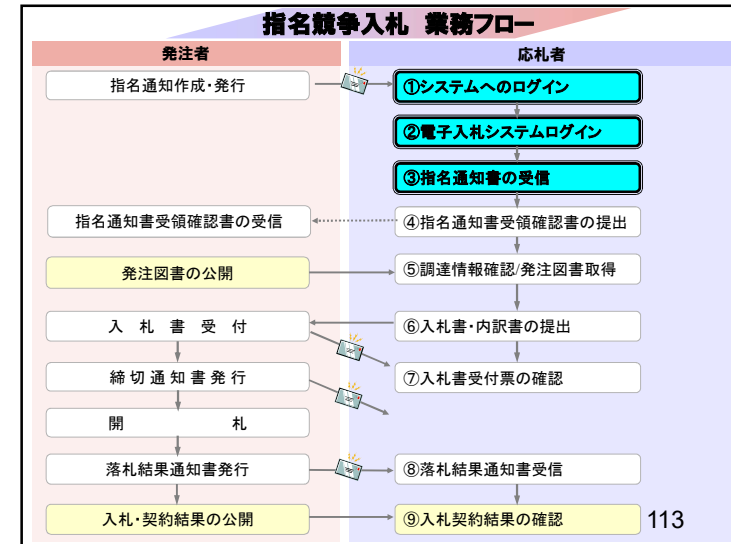 指名競争入札 業務フロー
発注者
応札者
指名通知作成・発行
①システムへのログイン
②電子入札システムログイン
③指名通知書の受信
指名通知書受領確認書の受信
④指名通知書受領確認書の提出
発注図書の公開
⑤調達情報確認/発注図書取得
入札書受付
⑥入札書・内訳書の提出
締切通知書発行
⑦入札書受付票の確認
開札
落札結果通知書発行
⑧落札結果通知書受信
入札・契約結果の公開
⑨入札契約結果の確認
113